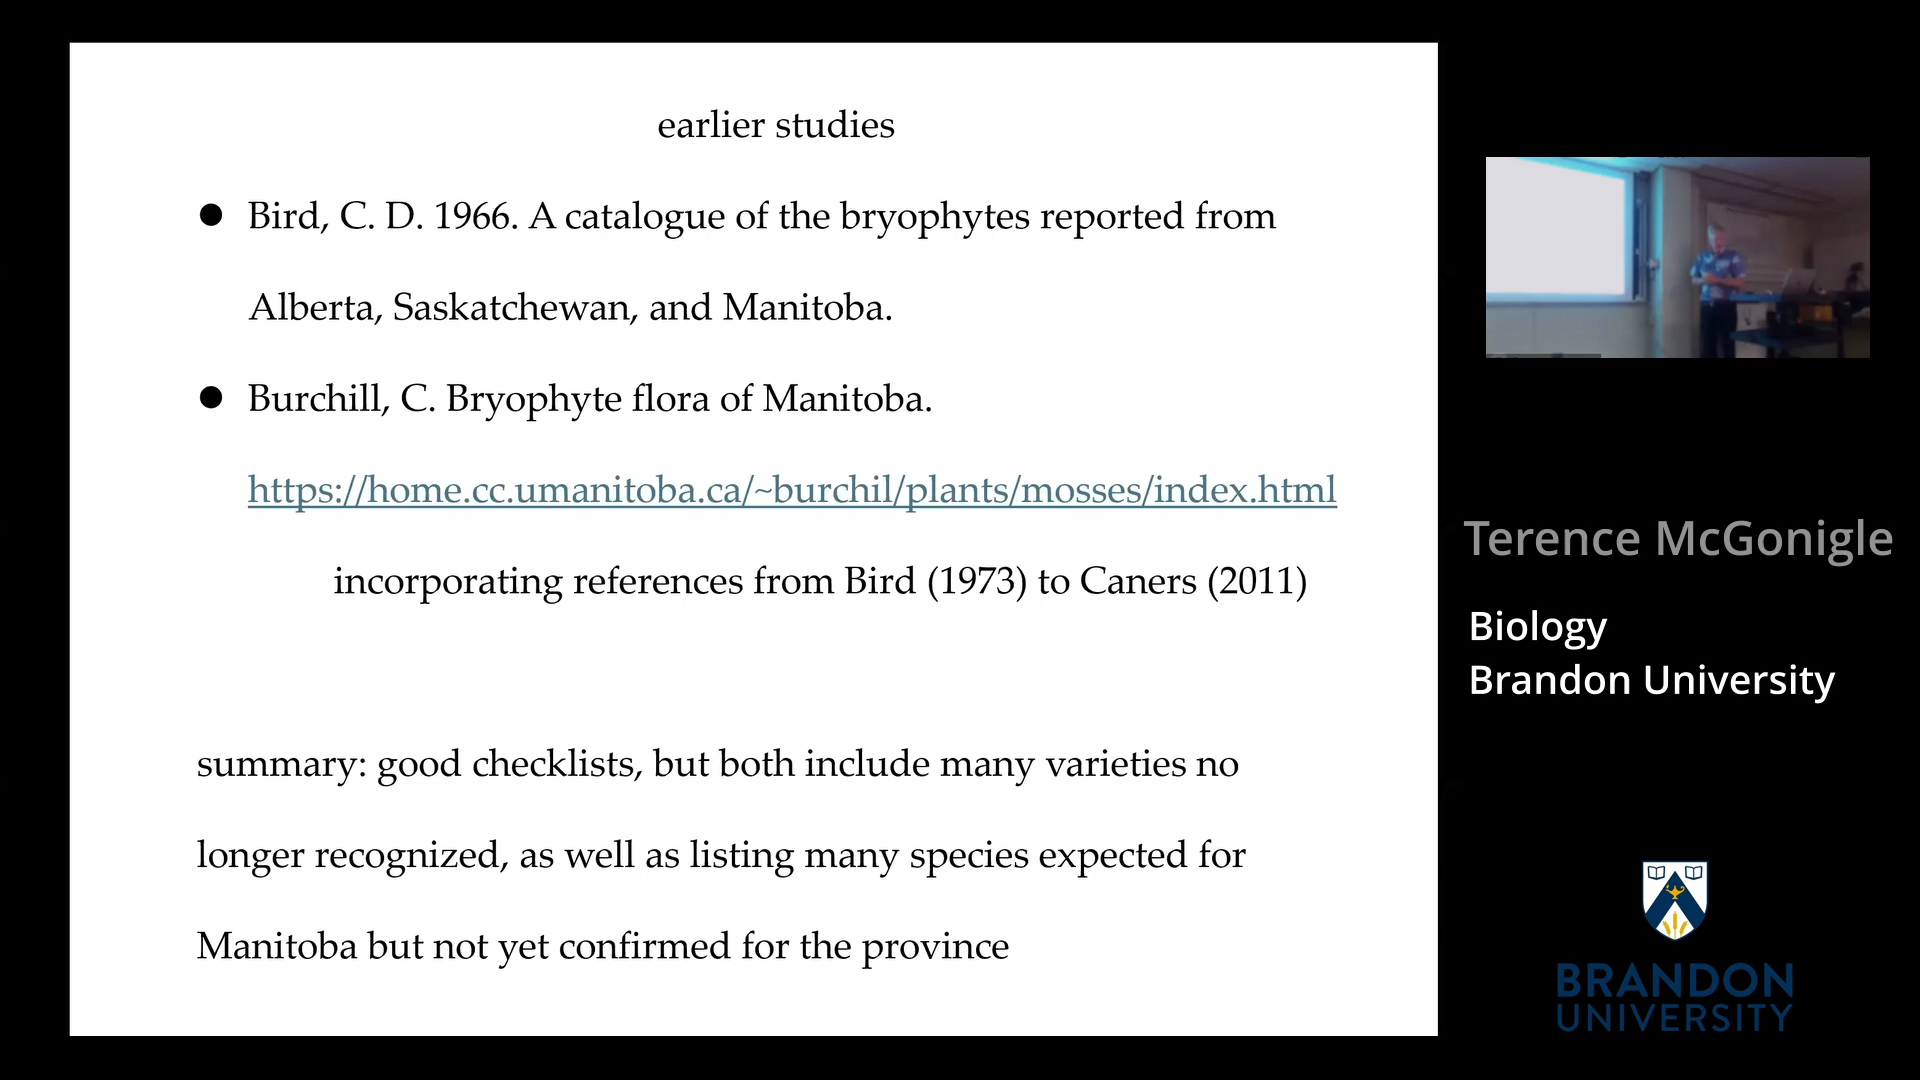 earlier studies
● Bird, C. D. 1966. A catalogue of the bryophytes reported from
Alberta, Saskatchewan, and Manitoba.
● Burchill, C. Bryophyte flora of Manitoba.
https://home.cc.umanitoba.ca/~burchil/plants/mosses/index.html
incorporating references from Bird (1973) to Caners (2011)
summary: good checklists, but both include many varieties no
longer recognized, as well as listing many species expected for
Manitoba but not yet confirmed for the province
Terence McGonigle
Biology
Brandon University
BRANDON
UNIVERSITY